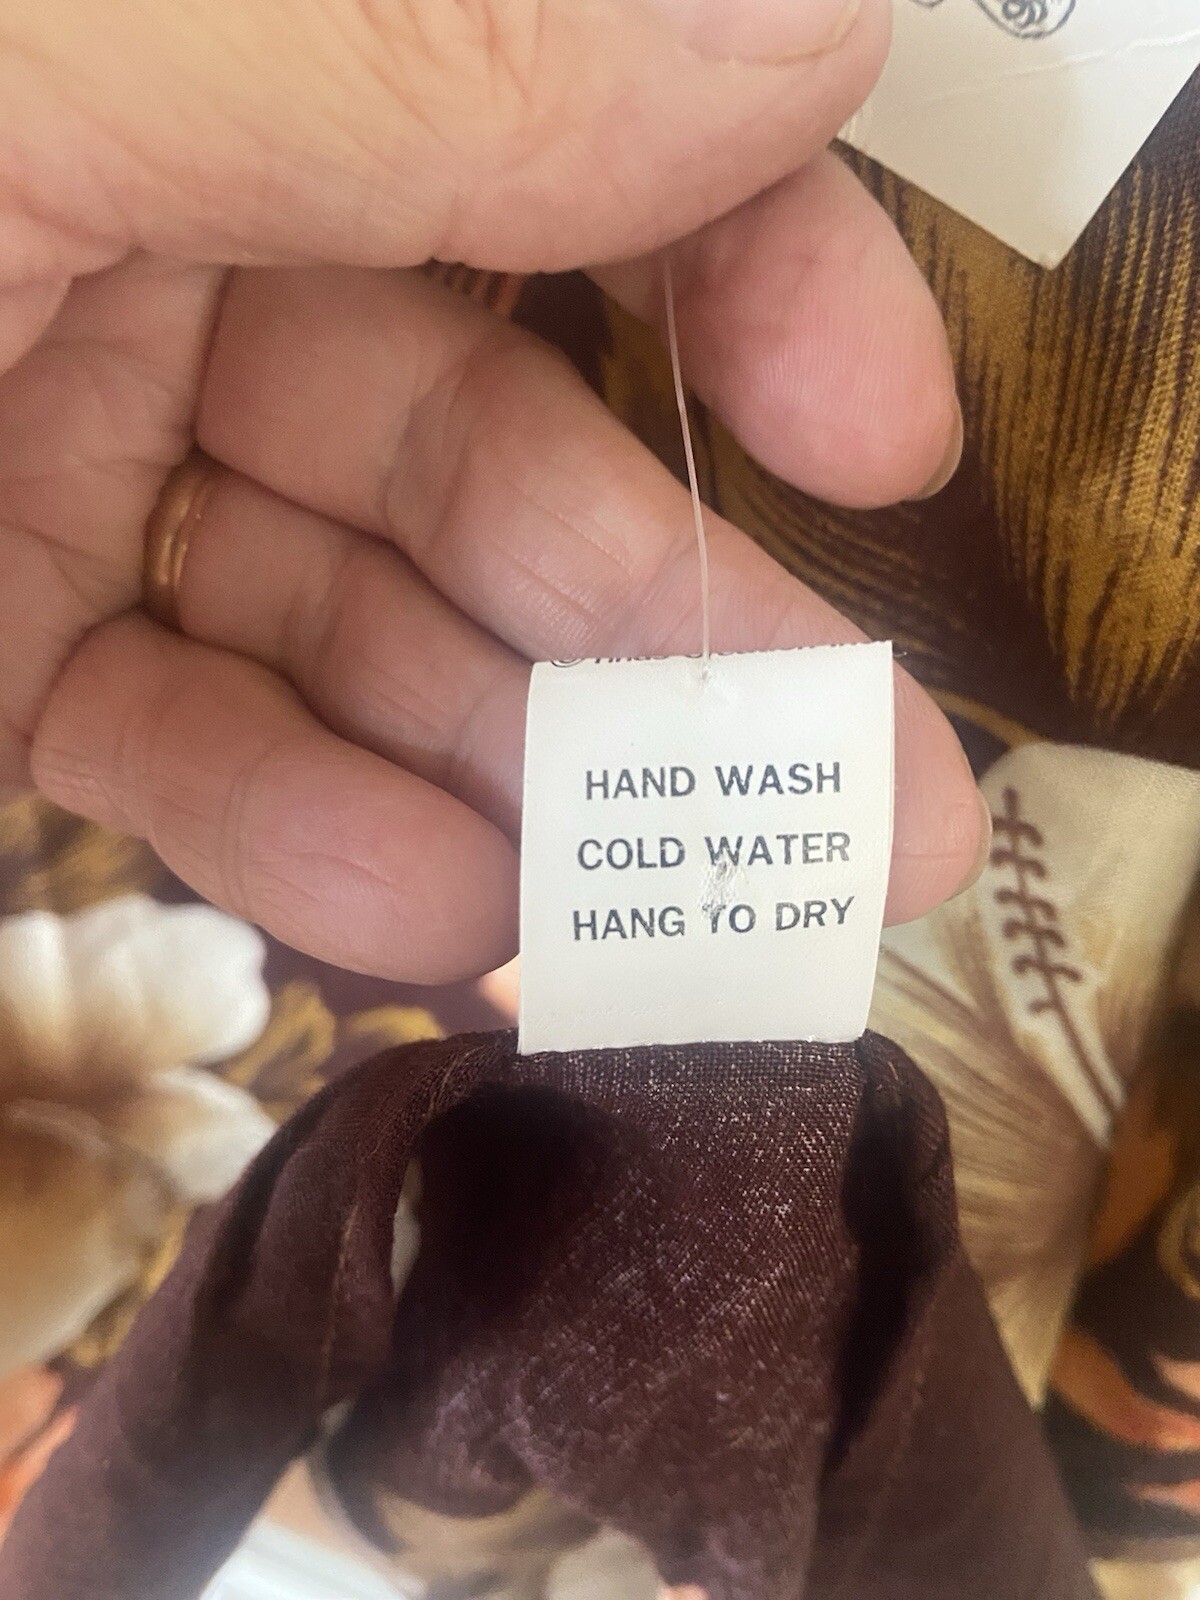 HAND WASH
COLD WATER
HANG TO DRY